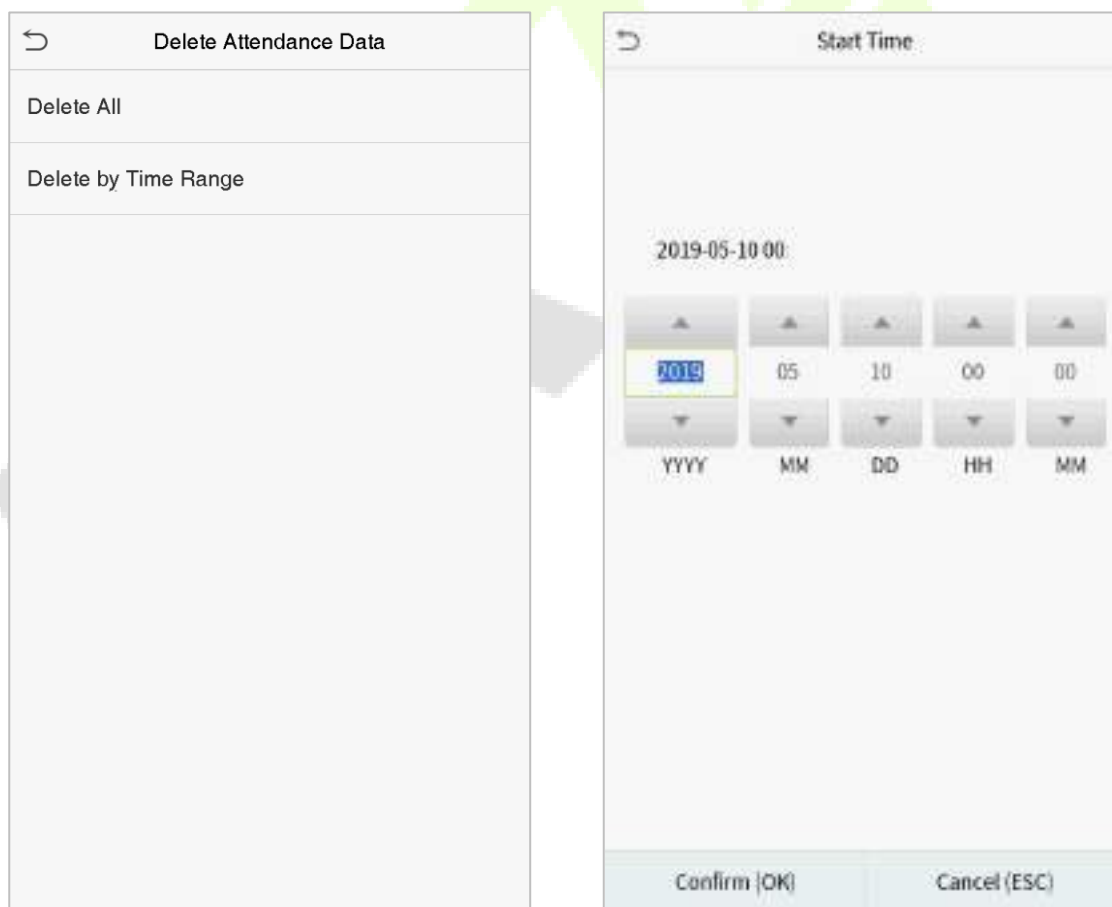 Delete Attendance Data
Delete All
Delete by Time Range
Start Time
2019-05-10 00:
2019 05 10 00 00
YYYY MM DD HH MM
Confirm (OK) Cancel (ESC)